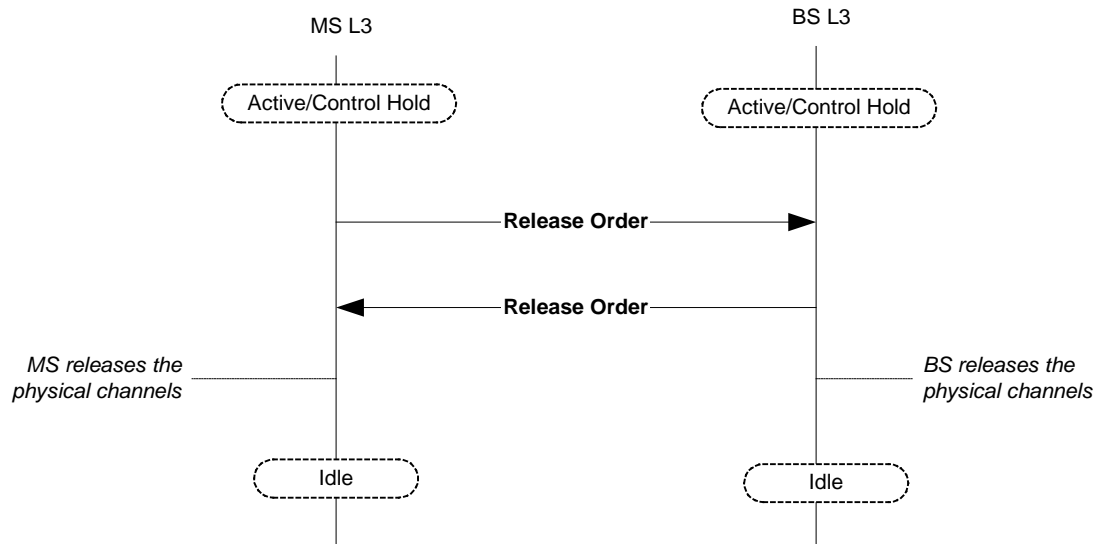 MS L3
BS L3
Active/Control Hold
Active/Control Hold
Release Order
Release Order
MS releases the
physical channels
BS releases the
physical channels
Idle
Idle